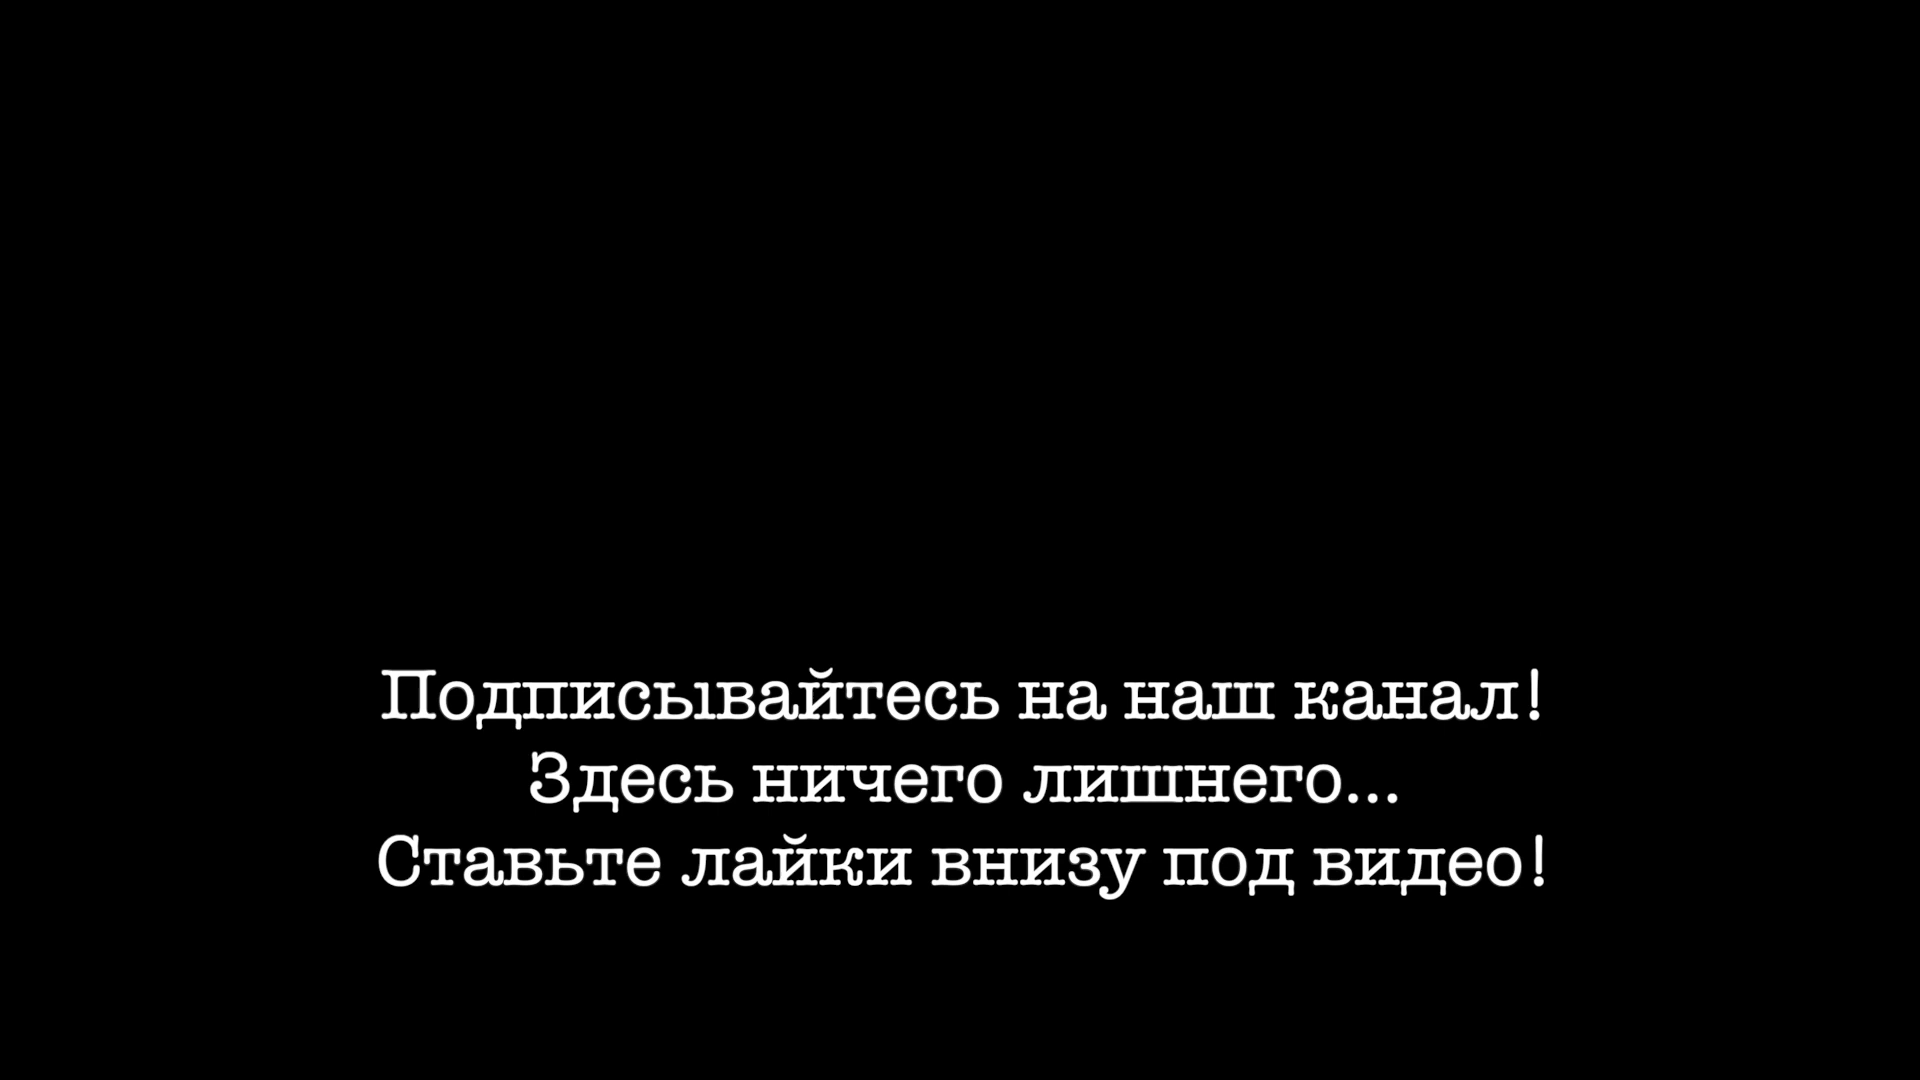 Подписывайтесь на наш канал!
Здесь ничего лишнего...
Ставьте лайки внизу под видео!